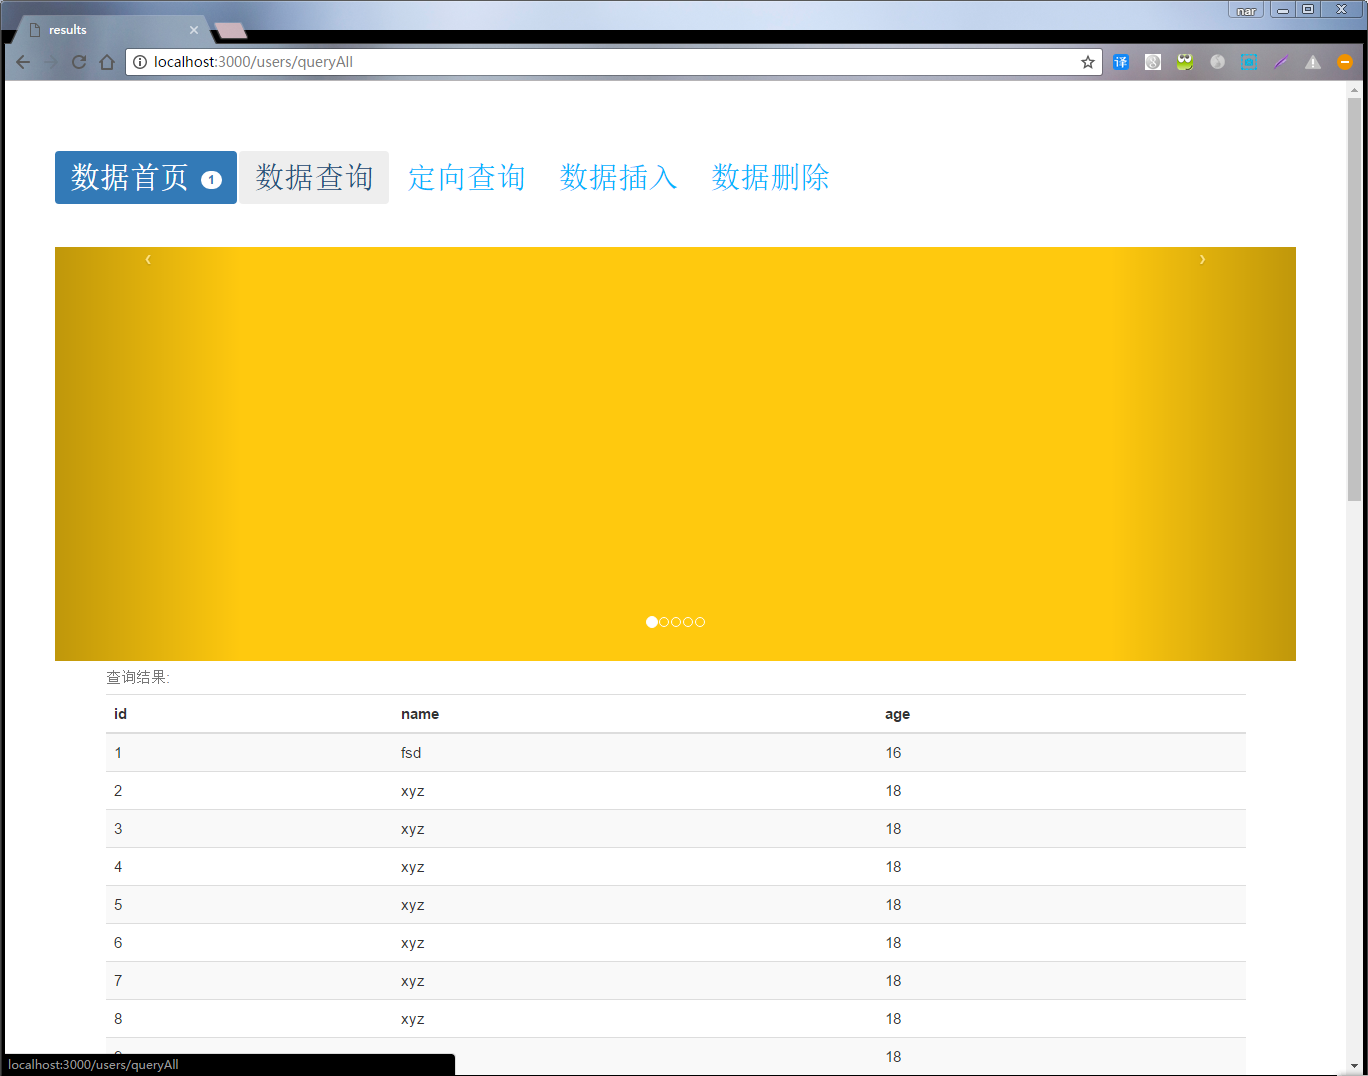 nar
results
localhost:3000/users/queryAll
译
数据首页 1 数据查询 定向查询 数据插入 数据删除
‹ ›
查询结果:
id name age
1 fsd 16
2 xyz 18
3 xyz 18
4 xyz 18
5 xyz 18
6 xyz 18
7 xyz 18
8 xyz 18
18
localhost:3000/users/queryAll